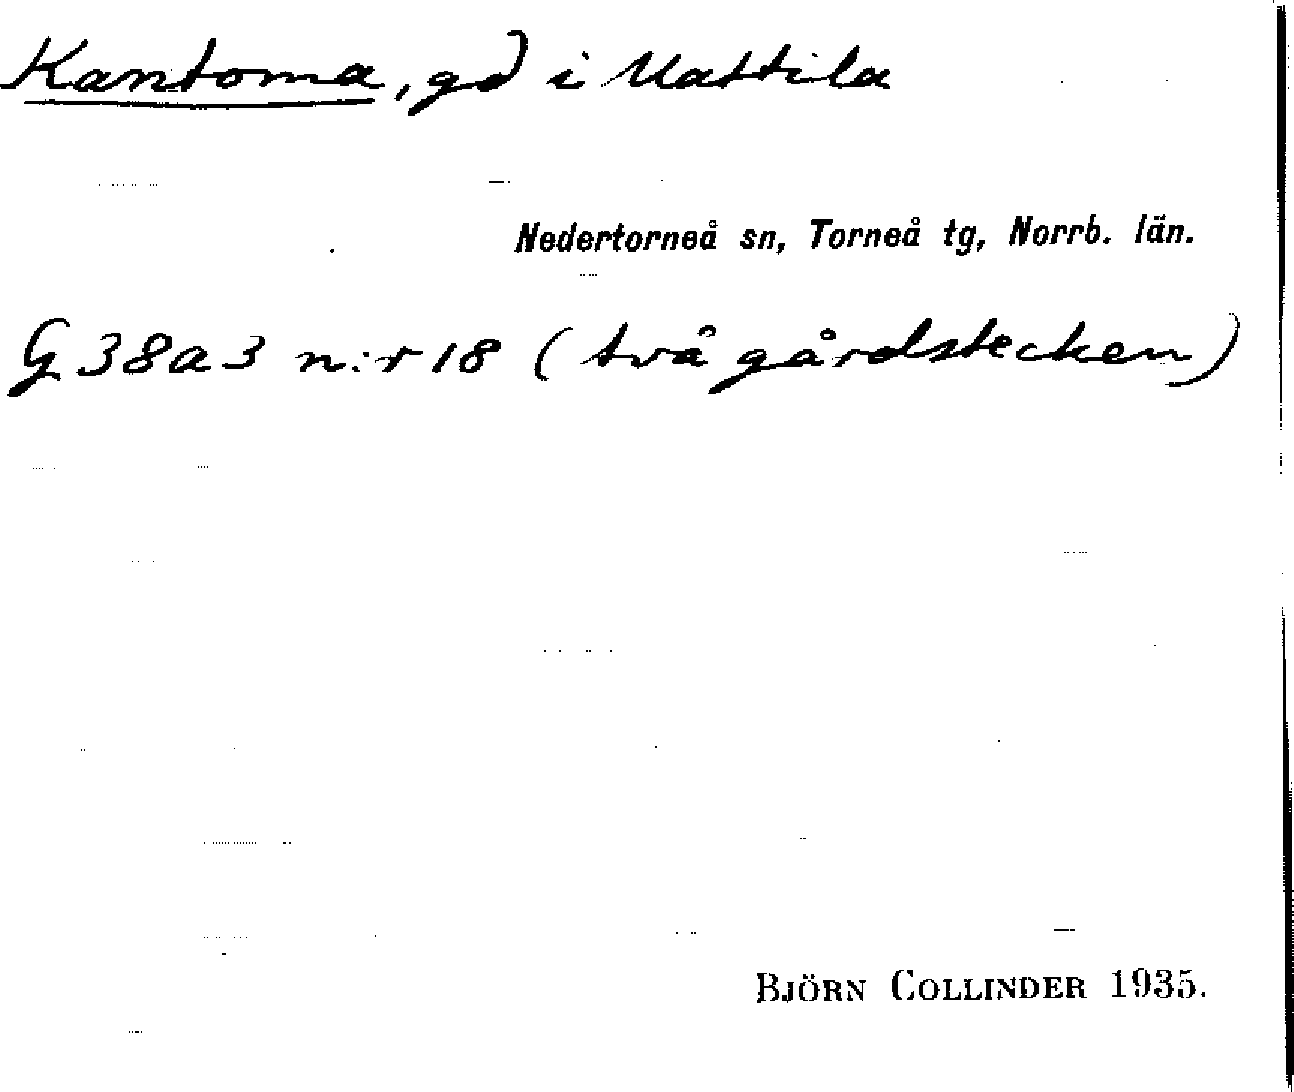 Kantoma, gd i Mattila
Nedertorneå sn, Torneå tg, Norrb. län.
G 38a3 n:r 18 (två gårdstecken)
BJÖRN COLLINDER 1935.